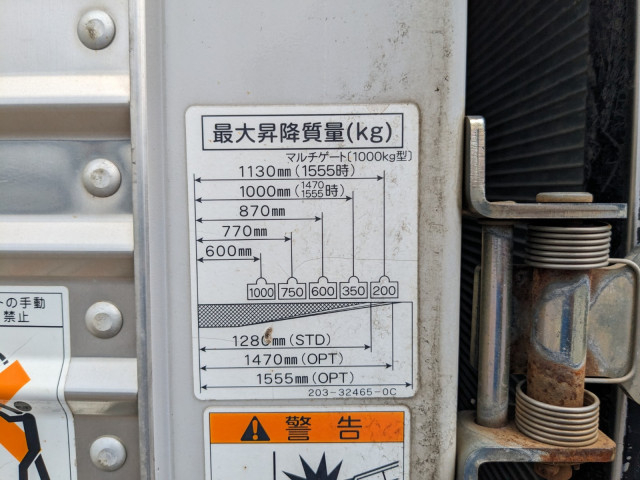 最大昇降質量(kg)
マルチゲート〔1000kg型〕
1130mm(1555時)
1000mm(1470 1555時)
870mm
770mm
600mm
1000 750 600 350 200
1280mm(STD)
1470mm(OPT)
1555mm(OPT)
203-32465-0C
トの手動
禁止
警告